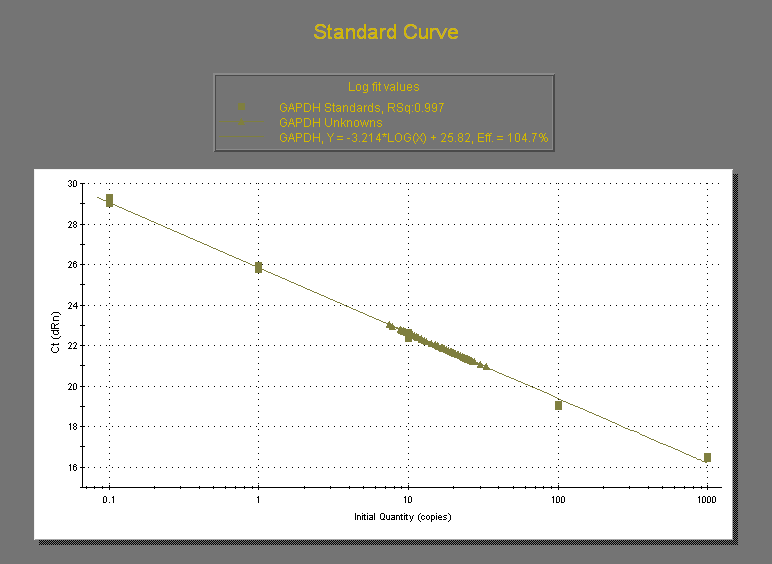 Standard Curve
Log fit values
GAPDH Standards, RSq:0.997
GAPDH Unknowns
GAPDH, Y = -3.214*LOG(X) + 25.82, Eff. = 104.7%
30
28
26
24
22
20
18
16
Ct (dRn)
0.1 1 10 100 1000
Initial Quantity (copies)